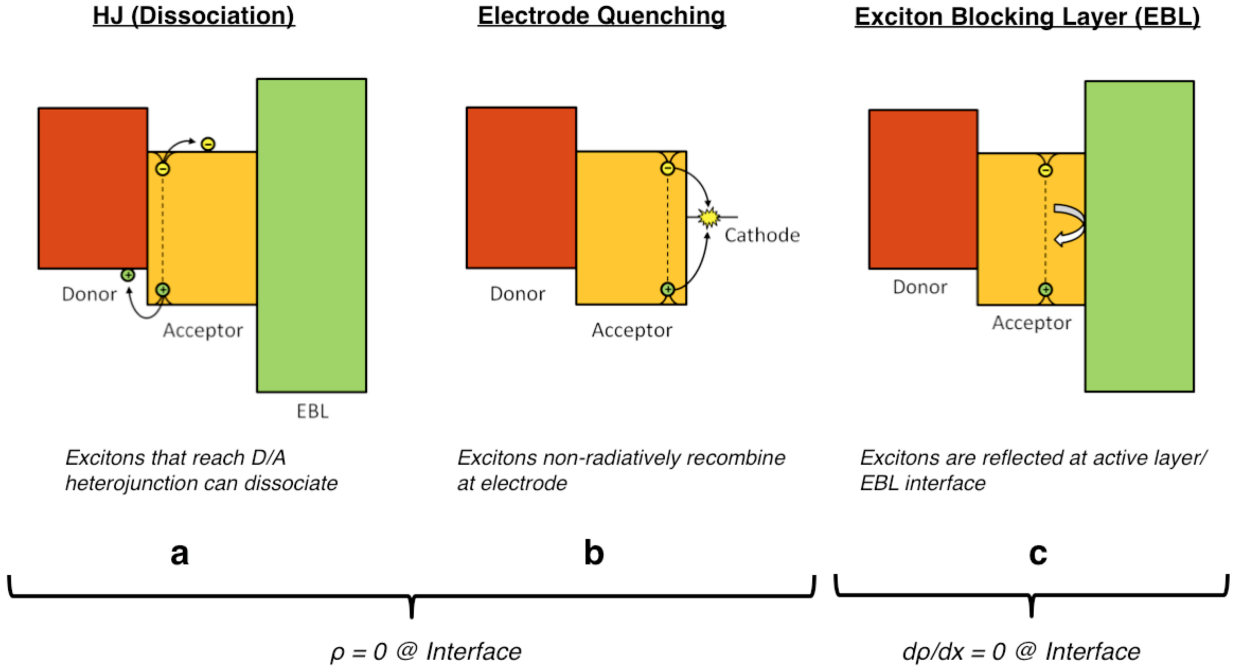 HJ (Dissociation)
Electrode Quenching
Exciton Blocking Layer (EBL)
Donor
Acceptor
EBL
Donor
Acceptor
Cathode
Donor
Acceptor
Excitons that reach D/A
heterojunction can dissociate
Excitons non-radiatively recombine
at electrode
Excitons are reflected at active layer/
EBL interface
a
b
c
ρ = 0 @ Interface
dρ/dx = 0 @ Interface